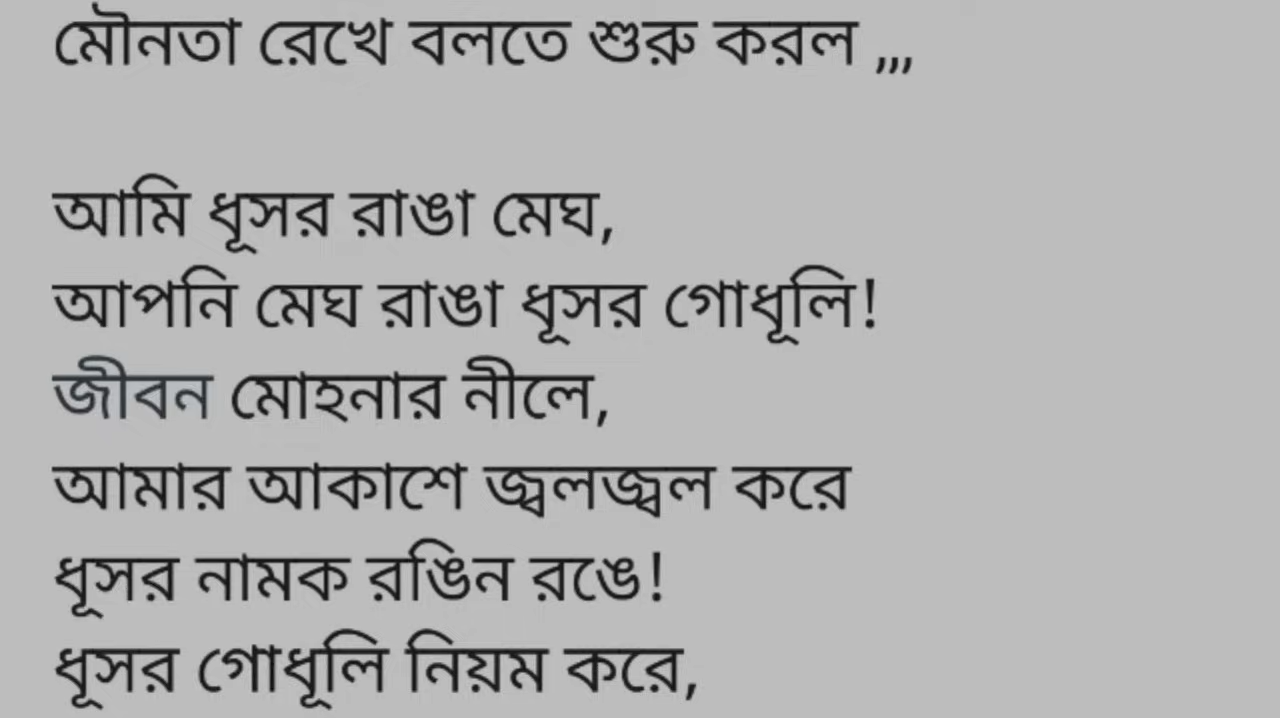 মৌনতা রেখে বলতে শুরু করল ,,,
আমি ধূসর রাঙা মেঘ,
আপনি মেঘ রাঙা ধূসর গোধূলি!
জীবন মোহনার নীলে,
আমার আকাশে জ্বলজ্বল করে
ধূসর নামক রঙিন রঙে!
ধূসর গোধূলি নিয়ম করে,